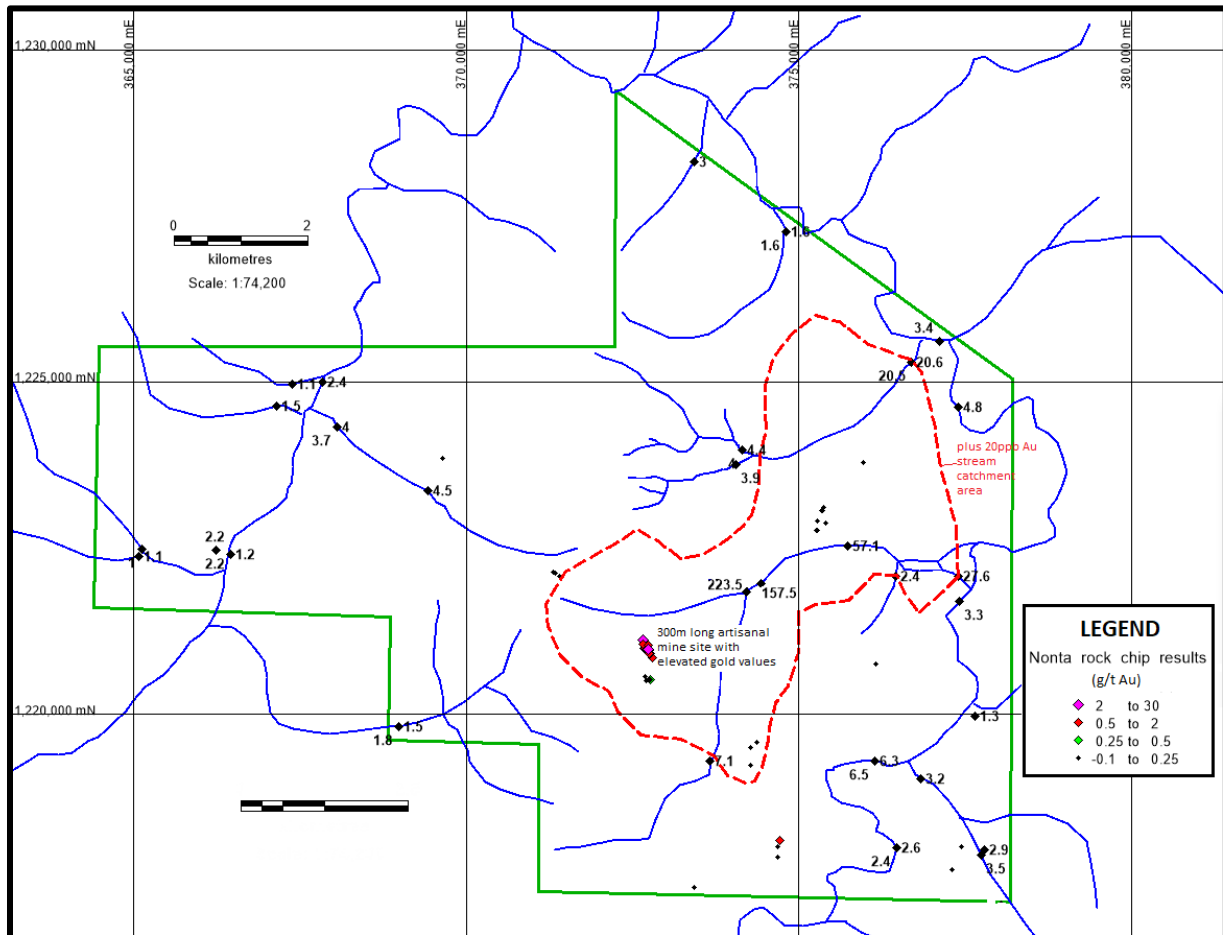 365,000 mE
370,000 mE
375,000 mE
380,000 mE
1,230,000 mN
3
1.6
1.6
0 2
kilometres
Scale: 1:74,200
3.4
20.6
20.5
1,225,000 mN
1.1
2.4
1.5
4
3.7
4.8
4.4
4
3.9
plus 20ppb Au
stream
catchment
area
4.5
2.2
2.2
1.2
1
1.1
57.1
2.4
27.6
223.5
157.5
3.3
300m long artisanal
mine site with
elevated gold values
1,220,000 mN
1.5
1.8
1.3
7.1
6.3
6.5
3.2
2.6
2.4
2.9
3.5
LEGEND
Nonta rock chip results
(g/t Au)
2 to 30
0.5 to 2
0.25 to 0.5
-0.1 to 0.25